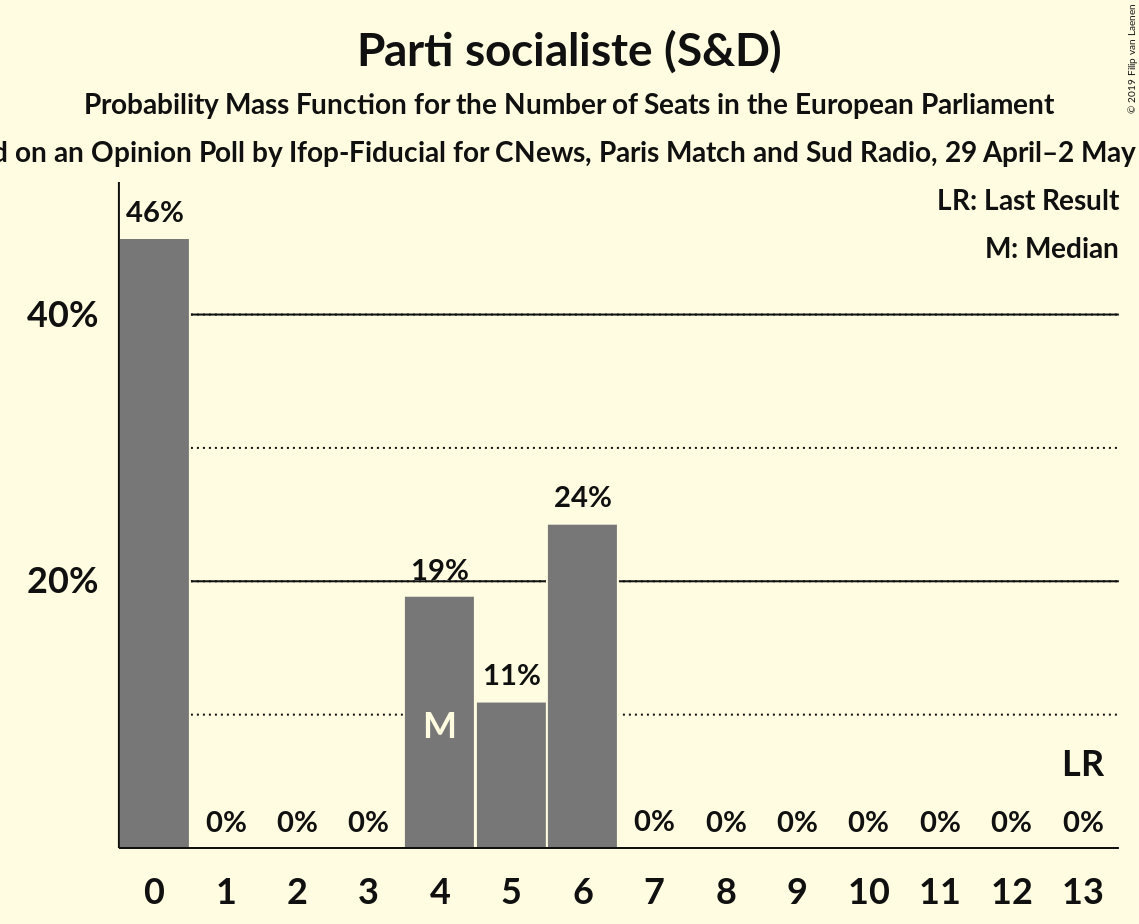 Parti socialiste (S&D)
Probability Mass Function for the Number of Seats in the European Parliament
on an Opinion Poll by Ifop-Fiducial for CNews, Paris Match and Sud Radio, 29 April–2 May
© 2019 Filip van Laenen
LR: Last Result
M: Median
46%
40%
24%
20%
19%
11%
M
LR
0% 0% 0% 0% 0% 0% 0% 0% 0% 0%
0 1 2 3 4 5 6 7 8 9 10 11 12 13